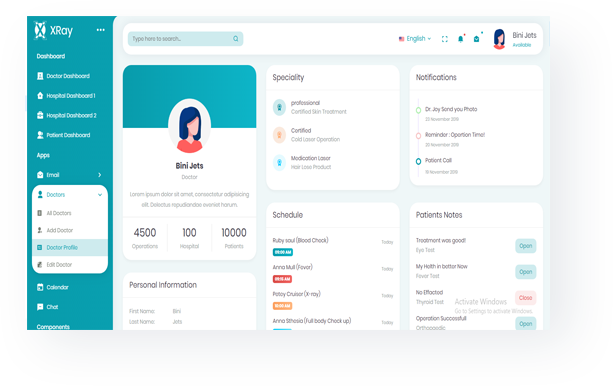 XRay
Dashboard
Doctor Dashboard
Hospital Dashboard 1
Hospital Dashboard 2
Patient Dashboard
Apps
Email
Doctors
All Doctors
Add Doctor
Doctor Profile
Edit Doctor
Calendar
Chat
Components
Type here to search...
English
Bini Jets
Available
Bini Jets
Doctor
Lorem ipsum dolor sit amet, consectetur adipiscing
elit. Delectus repudiandae eveniet harum.
4500
Operations
100
Hospital
10000
Patients
Personal Information
First Name: Bini
Last Name: Jets
Speciality
professional
Certified Skin Treatment
Certified
Cold Laser Operation
Medication Laser
Hair Loss Product
Schedule
Ruby saul (Blood Check) Today
09:00 AM
Anna Mull (Fever) Today
09:15 AM
Petey Cruiser (X-ray) Today
10:00 AM
Anna Sthesia (full body Check up) Today
Notifications
Dr. Joy Send you Photo
23 November 2019
Reminder : Opertion Time!
20 November 2019
Patient Call
19 November 2019
Patients Notes
Treatment was good!
Eye Test
Open
My Helth in better Now
Fever Test
Open
No Effected
Thyroid Test
Close
Operation Successfull
Orthopaedic
Open
Activate Windows
Go to Settings to activate Windows.